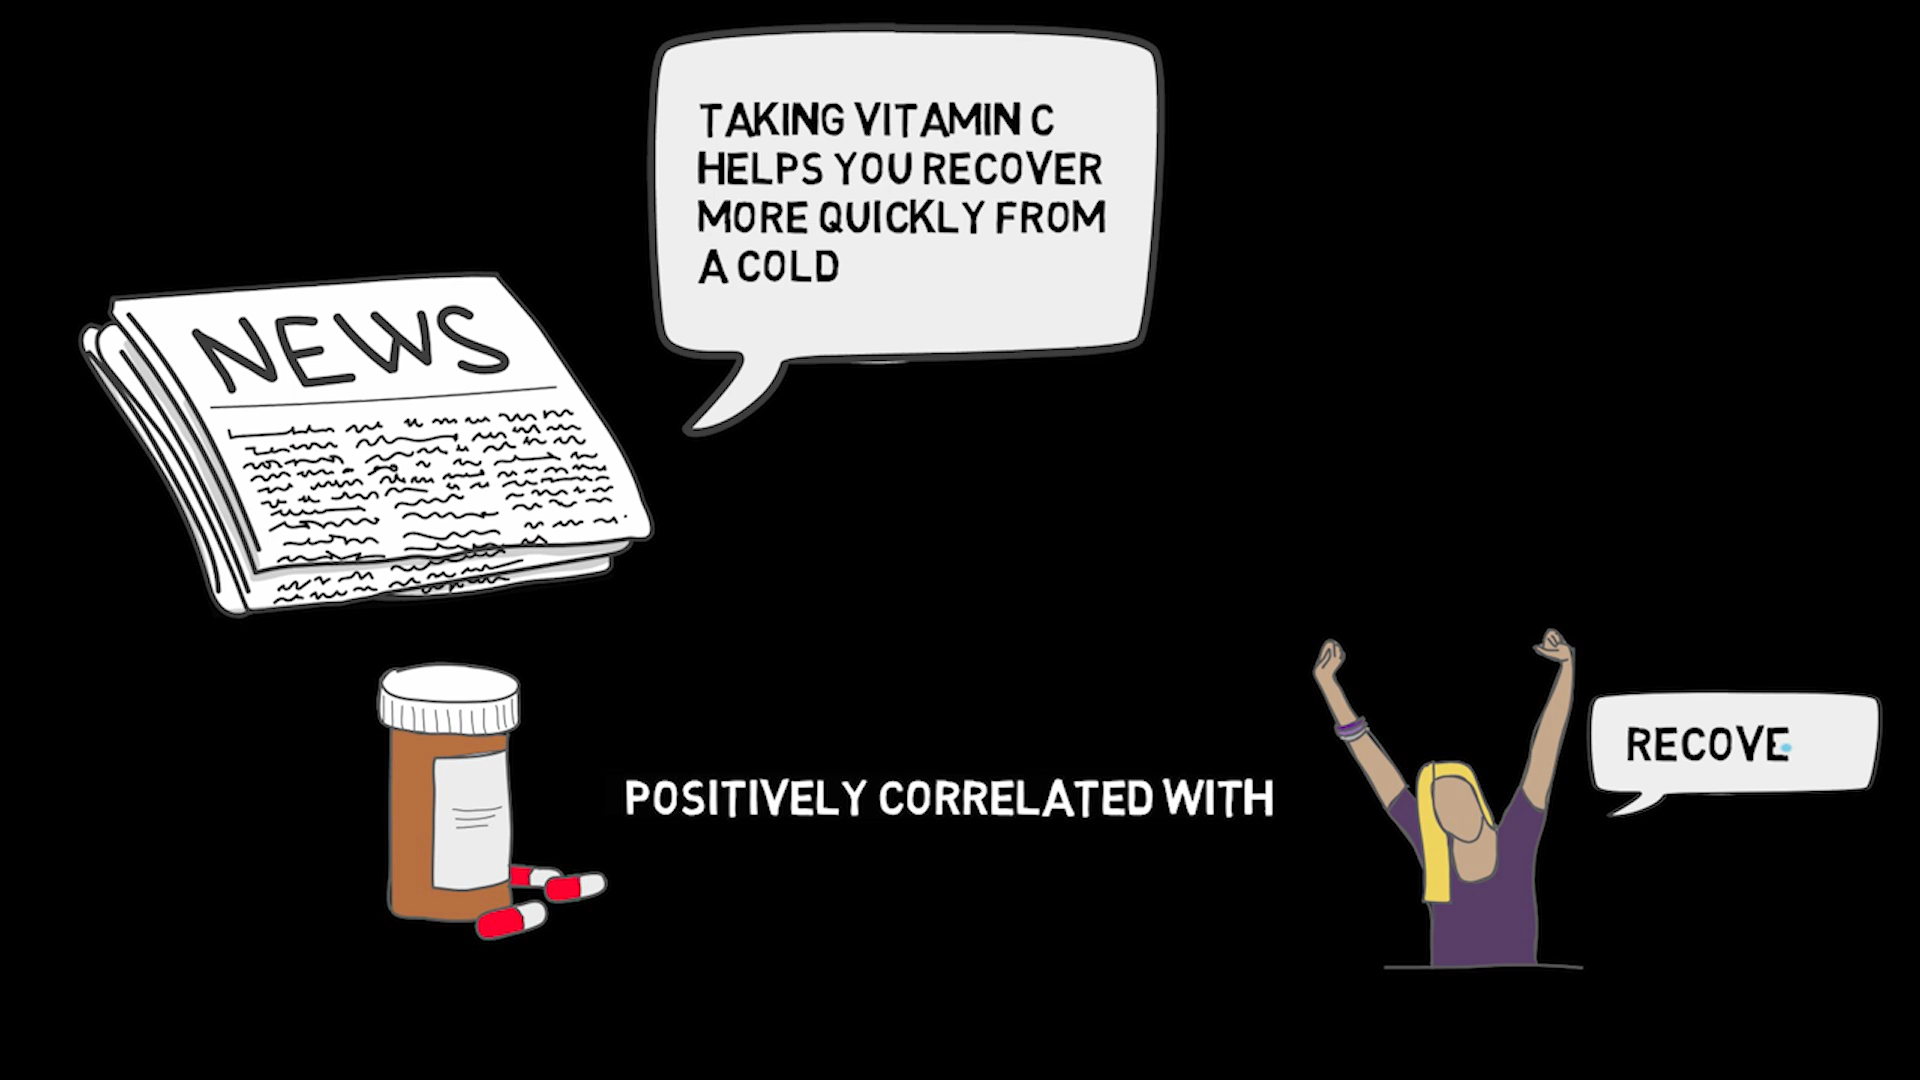 TAKING VITAMIN C
HELPS YOU RECOVER
MORE QUICKLY FROM
A COLD
NEWS
RECOVE
POSITIVELY CORRELATED WITH